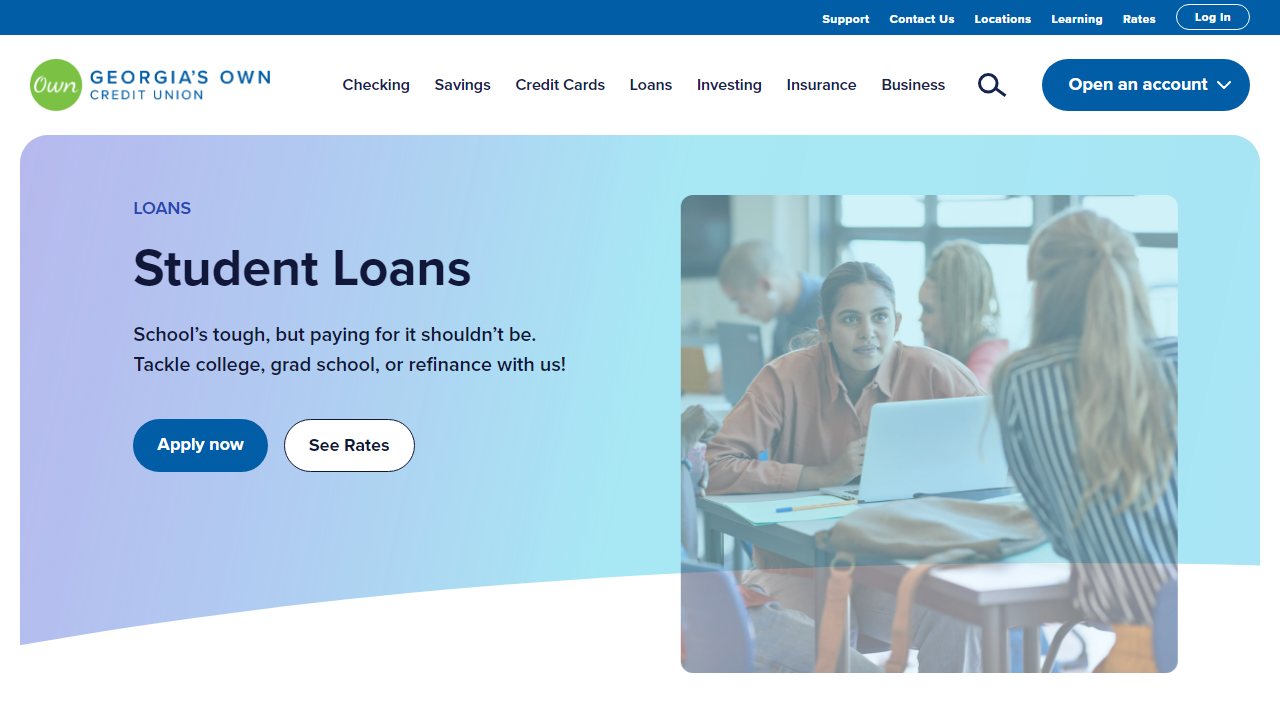 Support Contact Us Locations Learning Rates Log In
Own GEORGIA'S OWN
CREDIT UNION
Checking Savings Credit Cards Loans Investing Insurance Business Open an account
LOANS
Student Loans
School’s tough, but paying for it shouldn’t be.
Tackle college, grad school, or refinance with us!
Apply now See Rates